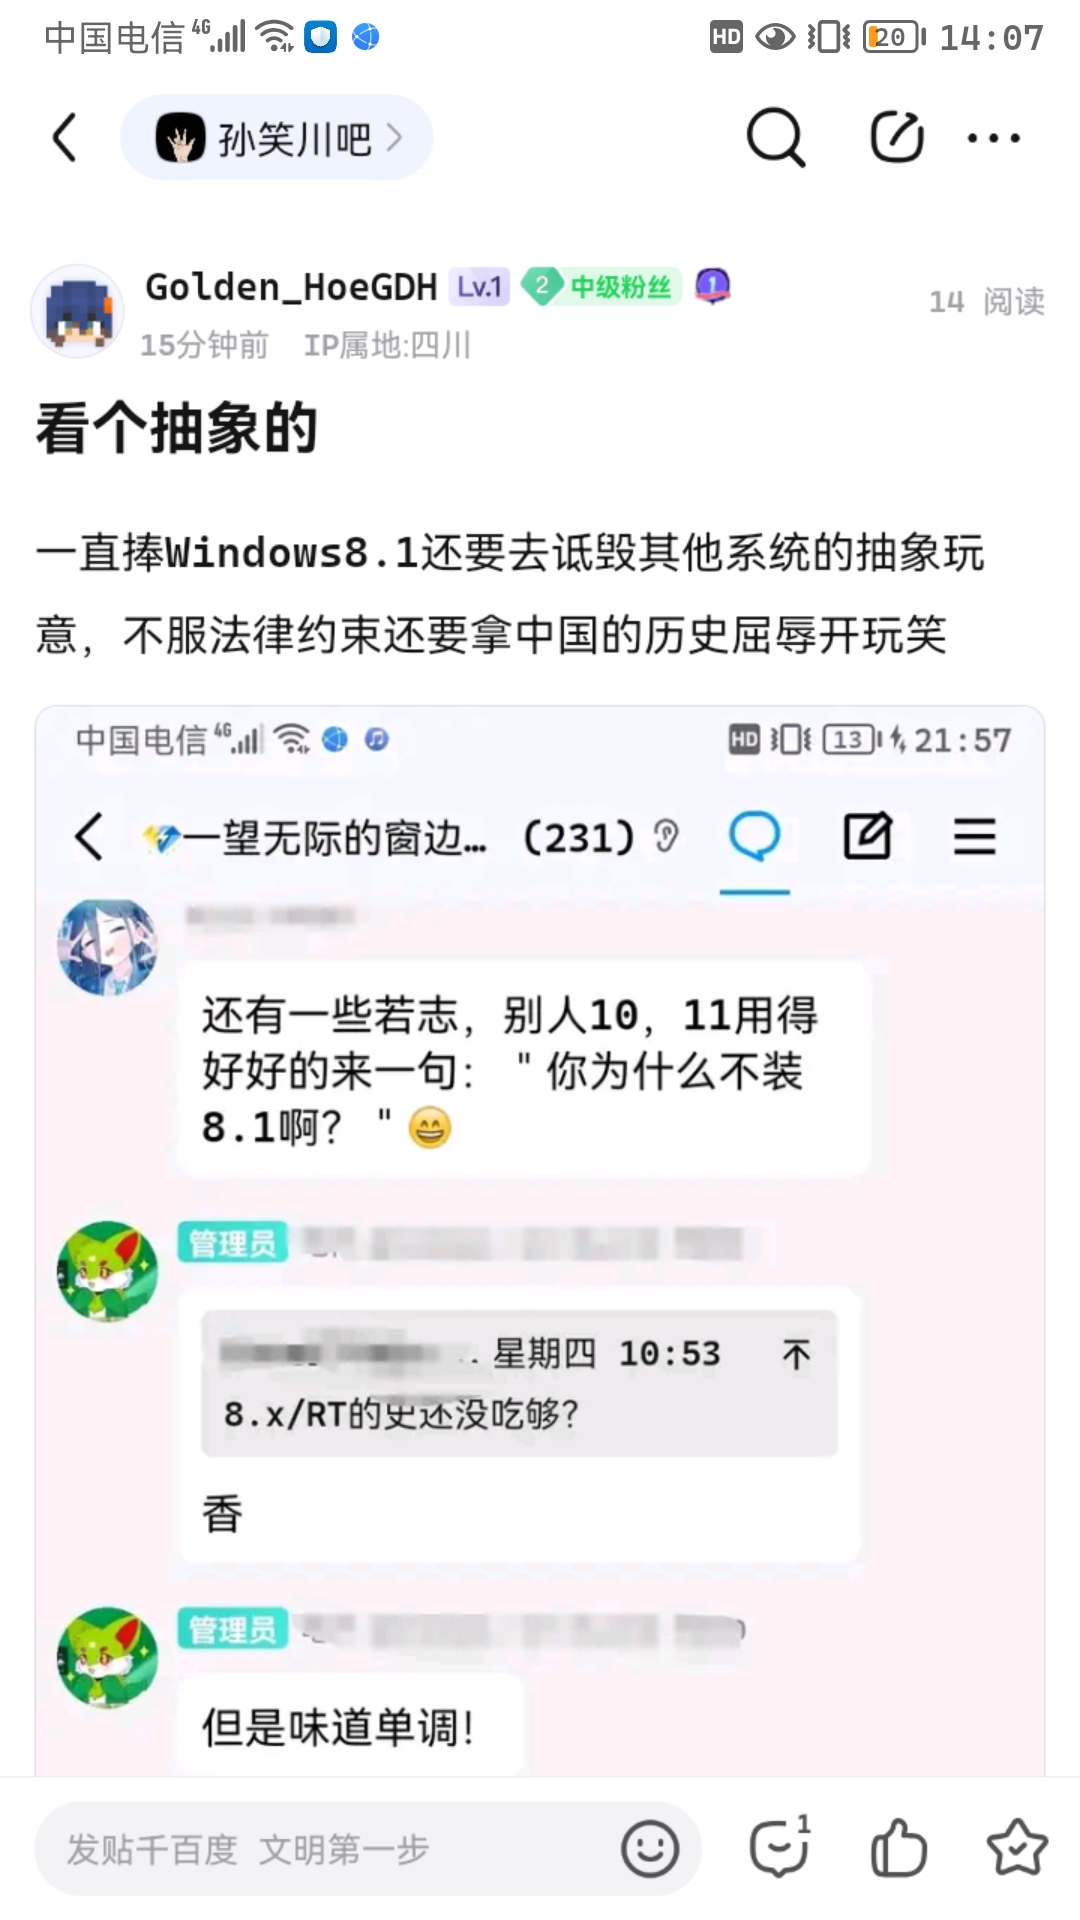 中国电信 4G HD 20 14:07
孙笑川吧
Golden_HoeGDH Lv.1 2 中级粉丝 1
15分钟前 IP属地:四川 14 阅读
看个抽象的
一直捧Windows8.1还要去诋毁其他系统的抽象玩
意，不服法律约束还要拿中国的历史屈辱开玩笑
中国电信 4G HD 13 21:57
一望无际的窗边... (231)
还有一些若志，别人10，11用得
好好的来一句："你为什么不装
8.1啊？"😄
管理员
星期四 10:53
8.x/RT的史还没吃够？
香
管理员
但是味道单调！
发贴千百度 文明第一步 1